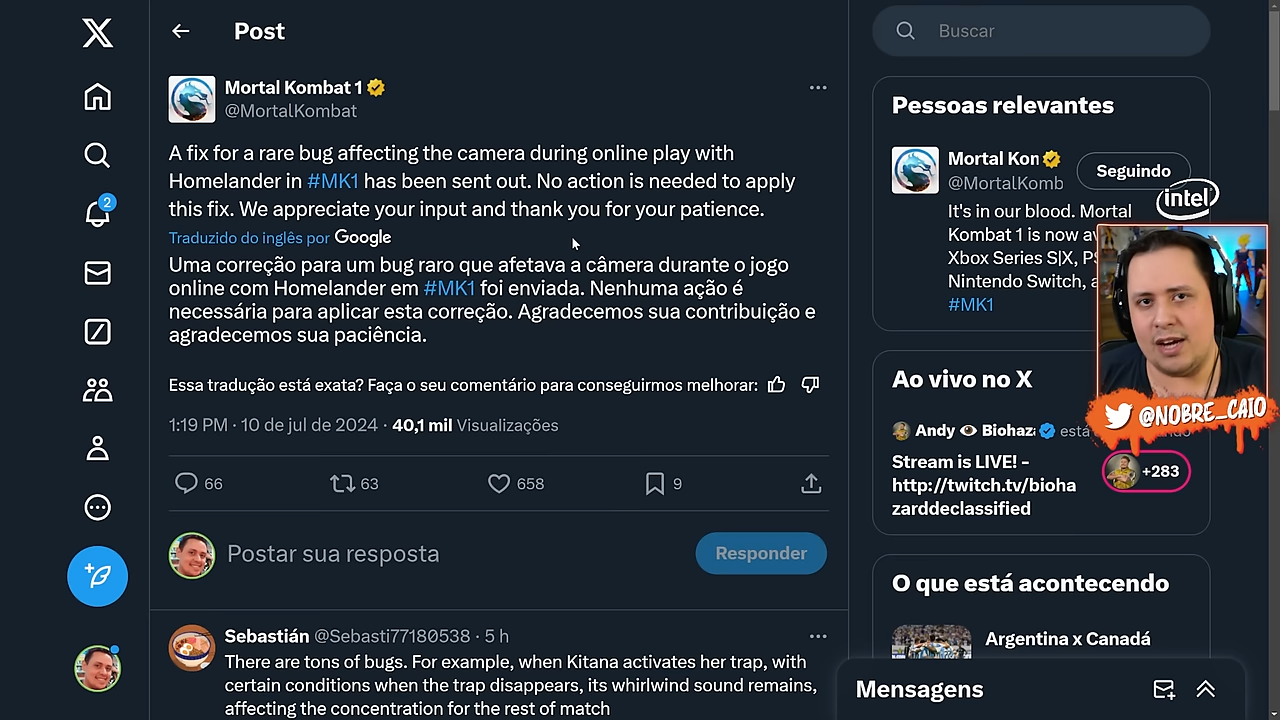 Post
Mortal Kombat 1
@MortalKombat
A fix for a rare bug affecting the camera during online play with
Homelander in #MK1 has been sent out. No action is needed to apply
this fix. We appreciate your input and thank you for your patience.
Traduzido do inglês por Google
Uma correção para um bug raro que afetava a câmera durante o jogo
online com Homelander em #MK1 foi enviada. Nenhuma ação é
necessária para aplicar esta correção. Agradecemos sua contribuição e
agradecemos sua paciência.
Essa tradução está exata? Faça o seu comentário para conseguirmos melhorar:
1:19 PM · 10 de jul de 2024 · 40,1 mil Visualizações
66 63 658 9
Postar sua resposta
Responder
Sebastián @Sebasti77180538 · 5 h
There are tons of bugs. For example, when Kitana activates her trap, with
certain conditions when the trap disappears, its whirlwind sound remains,
affecting the concentration for the rest of match
2
Buscar
Pessoas relevantes
Mortal Kon
@MortalKomb
Seguindo
It's in our blood. Mortal
Kombat 1 is now
Xbox Series S|X,
Nintendo Switch,
#MK1
intel
@NOBRE_CAIO
Ao vivo no X
Andy Biohaz
está
Stream is LIVE! -
http://twitch.tv/bioha
zarddeclassified
+283
O que está acontecendo
Argentina x Canadá
Mensagens